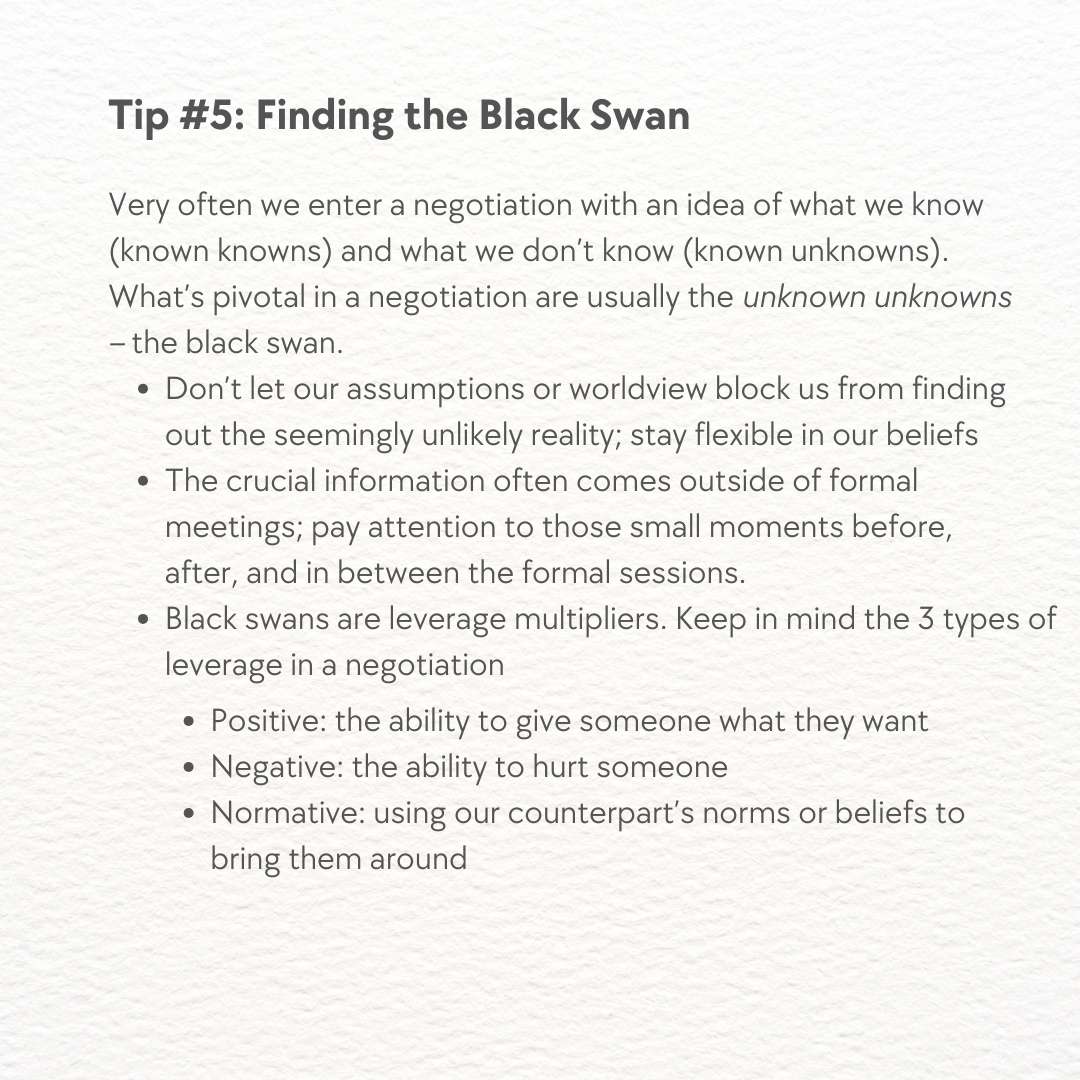 Tip #5: Finding the Black Swan
Very often we enter a negotiation with an idea of what we know
(known knowns) and what we don't know (known unknowns).
What's pivotal in a negotiation are usually the unknown unknowns
– the black swan.
• Don't let our assumptions or worldview block us from finding
out the seemingly unlikely reality; stay flexible in our beliefs
• The crucial information often comes outside of formal
meetings; pay attention to those small moments before,
after, and in between the formal sessions.
• Black swans are leverage multipliers. Keep in mind the 3 types of
leverage in a negotiation
• Positive: the ability to give someone what they want
• Negative: the ability to hurt someone
• Normative: using our counterpart's norms or beliefs to
bring them around